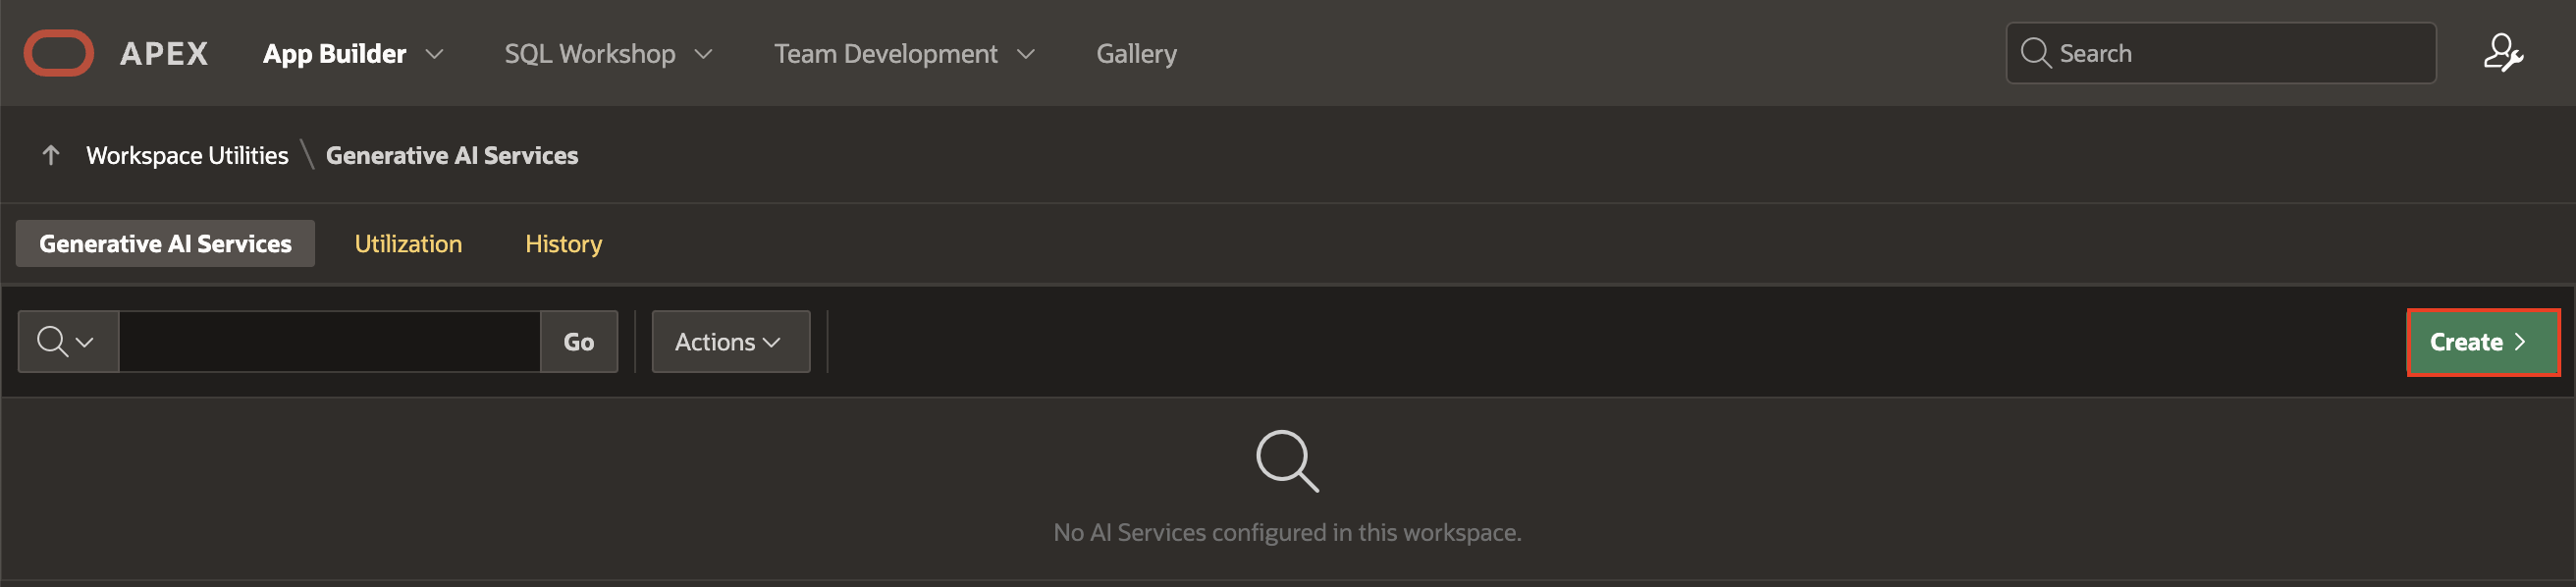 APEX App Builder SQL Workshop Team Development Gallery Search
Workspace Utilities \ Generative AI Services
Generative AI Services Utilization History
Go Actions Create
No AI Services configured in this workspace.